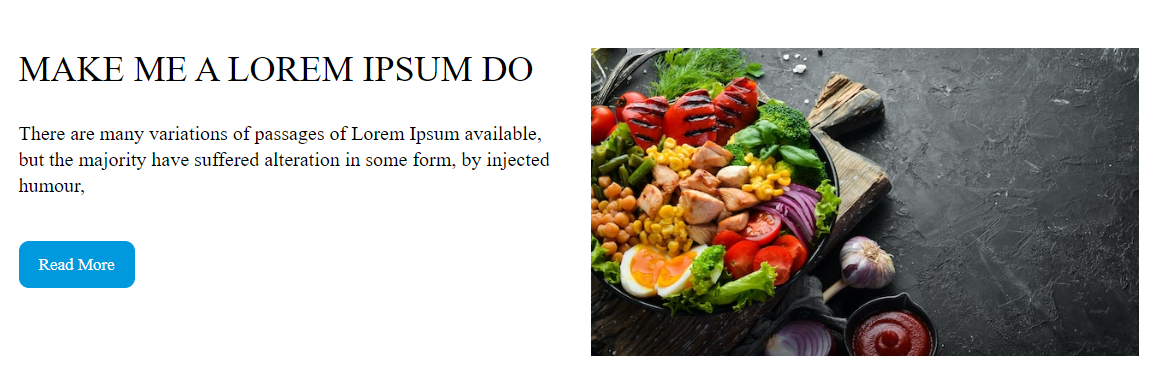 MAKE ME A LOREM IPSUM DO
There are many variations of passages of Lorem Ipsum available,
but the majority have suffered alteration in some form, by injected
humour,
Read More